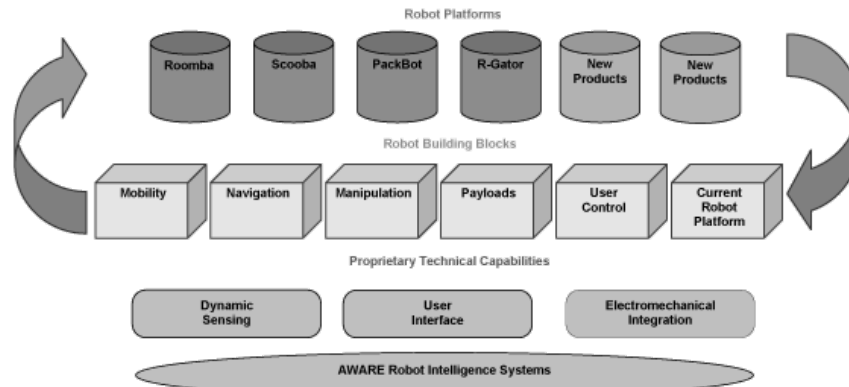 Robot Platforms
Roomba
Scooba
PackBot
R-Gator
New
Products
New
Products
Robot Building Blocks
Mobility
Navigation
Manipulation
Payloads
User
Control
Current
Robot
Platform
Proprietary Technical Capabilities
Dynamic
Sensing
User
Interface
Electromechanical
Integration
AWARE Robot Intelligence Systems